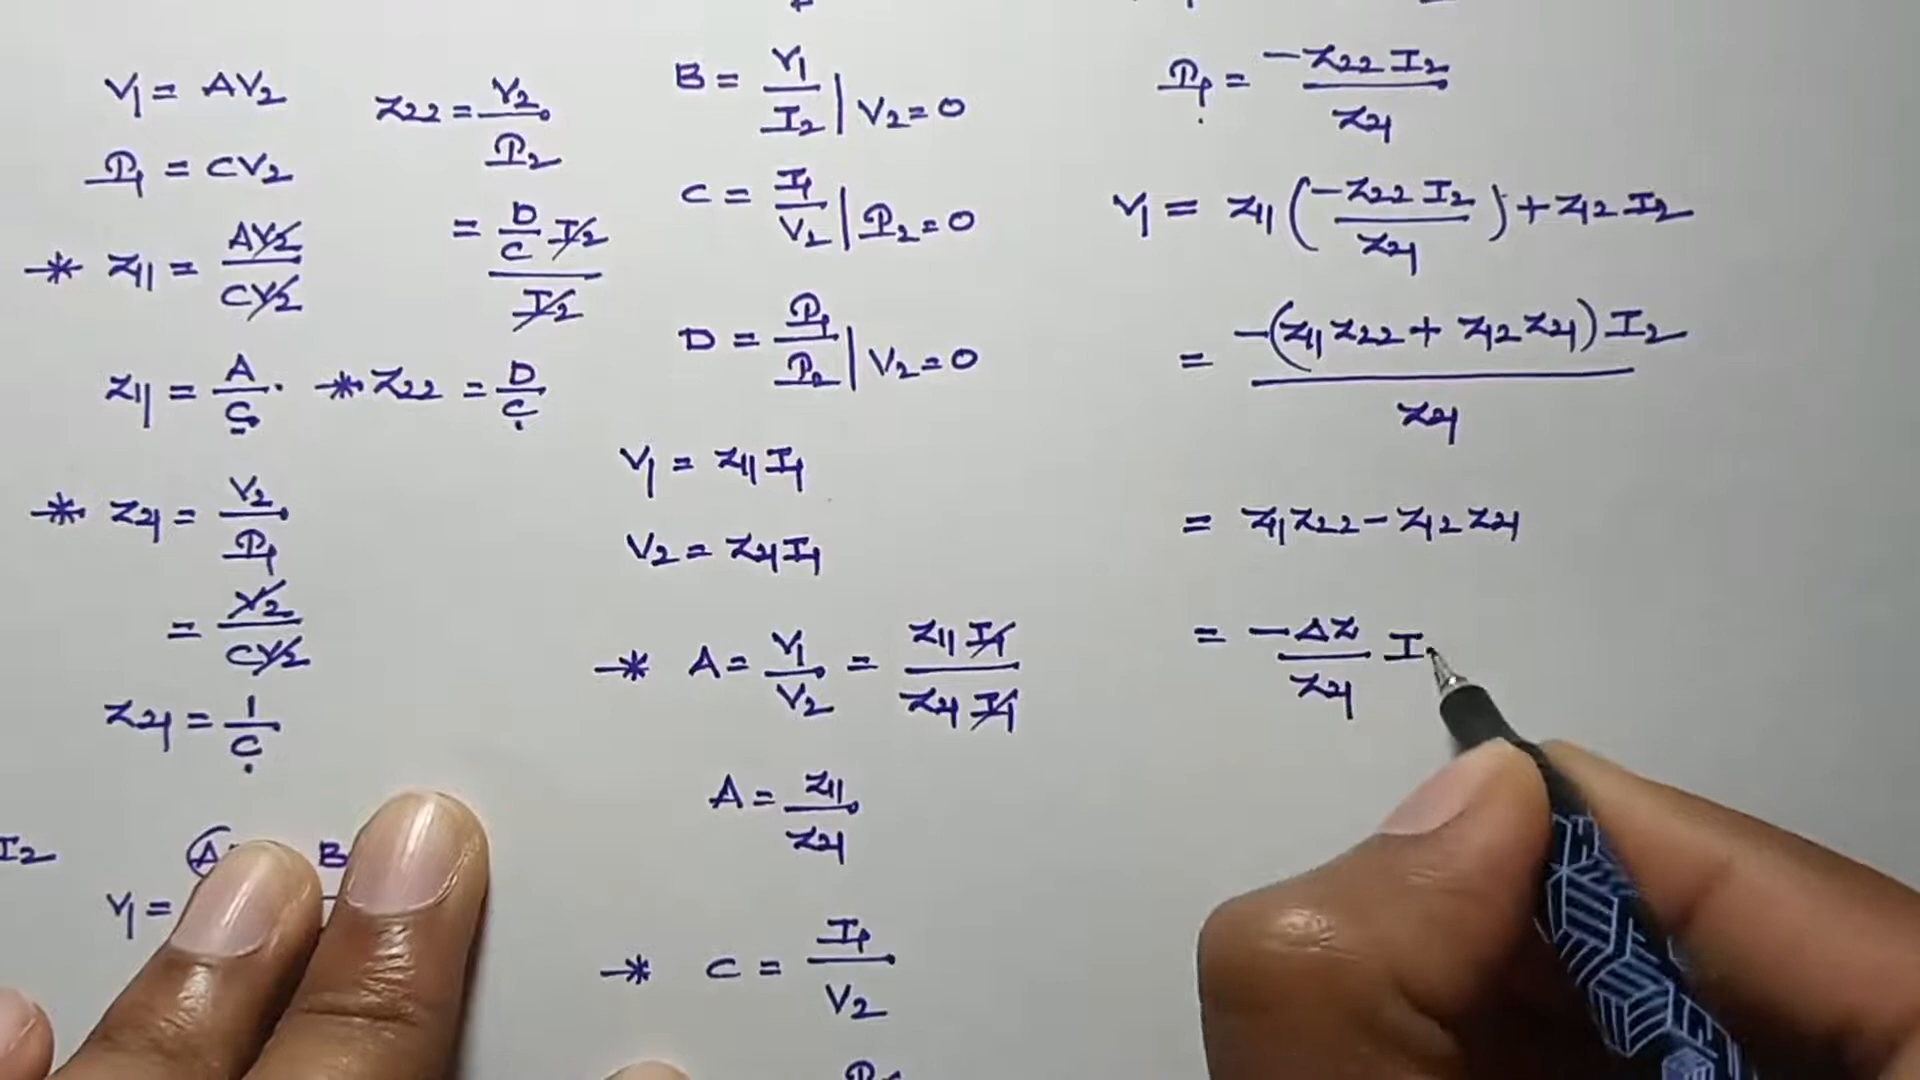 V1 = AV2
I1 = CV2
* Z11 = AV2 / CV2
Z11 = A / C
* Z21 = V2 / I1
= V2 / CV2
Z21 = 1 / C
I2
A B
V1 =
Z22 = V2 / I2
= D/C I2 / I2
* Z22 = D / C
B = V1 / I2 | V2 = 0
C = I1 / V2 | I2 = 0
D = I1 / I2 | V2 = 0
V1 = Z11 I1
V2 = Z21 I1
* A = V1 / V2 = Z11 I1 / Z21 I1
A = Z11 / Z21
* C = I1 / V2
I1 = -Z22 I2 / Z21
V1 = Z11 (-Z22 I2 / Z21) + Z12 I2
= -(Z11 Z22 + Z12 Z21) I2 / Z21
= Z11 Z22 - Z12 Z21
= -ΔZ / Z21 I